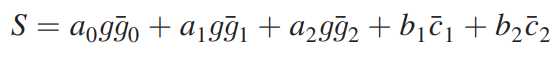 S = a₀gḡ₀ + a₁gḡ₁ + a₂gḡ₂ + b₁c̄₁ + b₂c̄₂